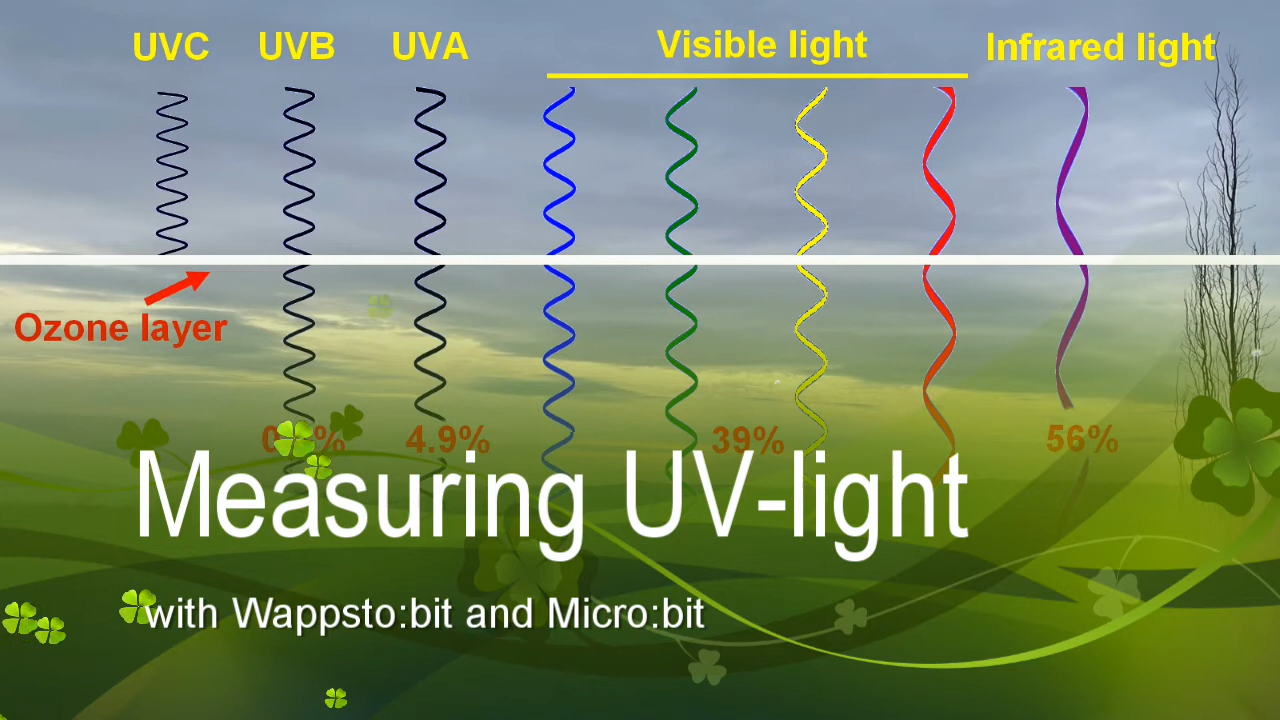 UVC UVB UVA Visible light Infrared light
Ozone layer
4.9% 39% 56%
Measuring UV-light
with Wappsto:bit and Micro:bit